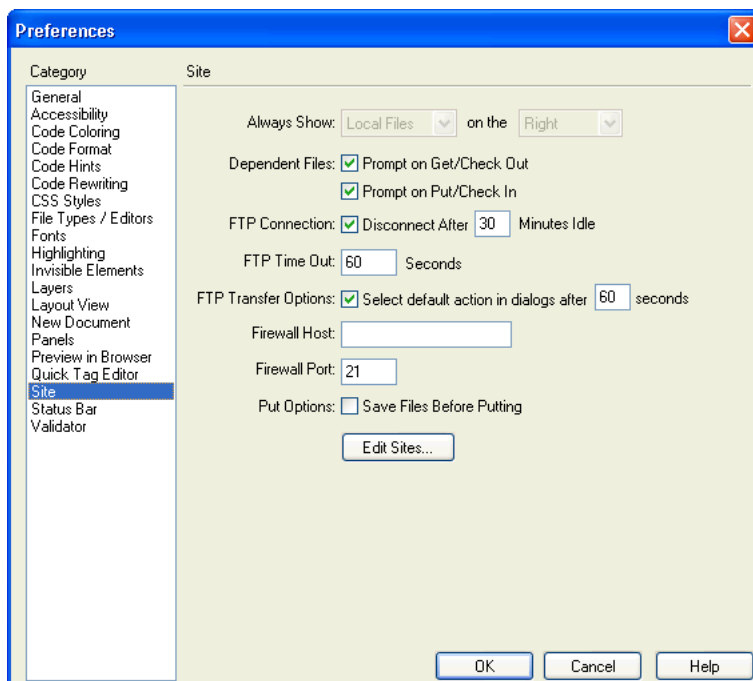 Preferences
Category
General
Accessibility
Code Coloring
Code Format
Code Hints
Code Rewriting
CSS Styles
File Types / Editors
Fonts
Highlighting
Invisible Elements
Layers
Layout View
New Document
Panels
Preview in Browser
Quick Tag Editor
Site
Status Bar
Validator
Site
Always Show: Local Files on the Right
Dependent Files: Prompt on Get/Check Out
Prompt on Put/Check In
FTP Connection: Disconnect After 30 Minutes Idle
FTP Time Out: 60 Seconds
FTP Transfer Options: Select default action in dialogs after 60 seconds
Firewall Host:
Firewall Port: 21
Put Options: Save Files Before Putting
Edit Sites...
OK Cancel Help